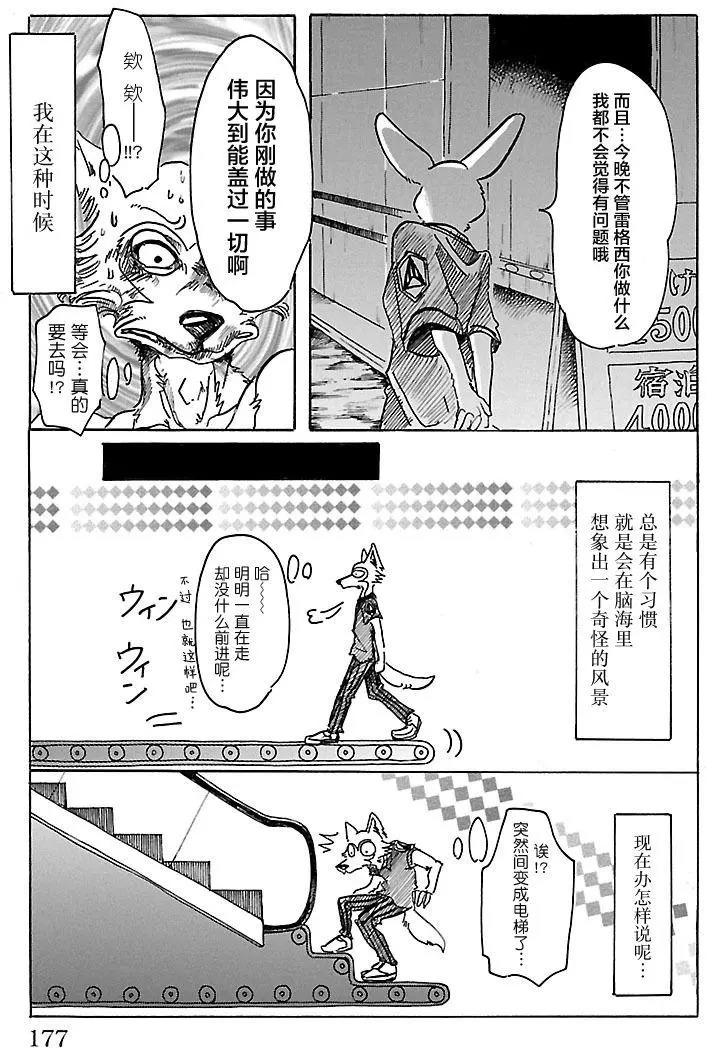 而且…今晚不管雷格西你做什么
我都不会觉得有问题哦
け
2500
宿泊
4000
因为你刚做的事
伟大到能盖过一切啊
欸 欸——!!?
我在这种时候
等会…真的
要去吗!?
总是有个习惯
就是会在脑海里
想象出一个奇怪的风景
哈～～
明明一直在走
却没什么前进呢…
不过 也就这样吧…
ウィン
ウィン
现在办怎样说呢…
诶!?
突然间变成电梯了…
177